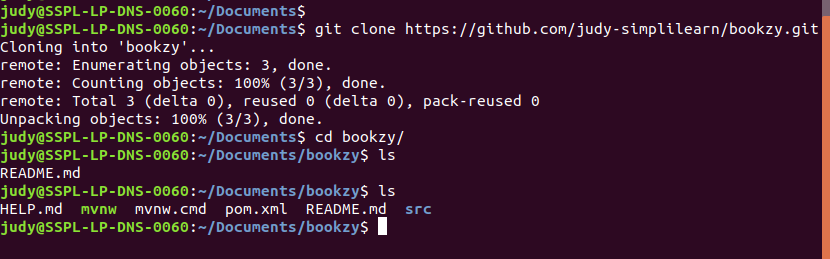 judy@SSPL-LP-DNS-0060:~/Documents$
judy@SSPL-LP-DNS-0060:~/Documents$ git clone https://github.com/judy-simplilearn/bookzy.git
Cloning into 'bookzy'...
remote: Enumerating objects: 3, done.
remote: Counting objects: 100% (3/3), done.
remote: Total 3 (delta 0), reused 0 (delta 0), pack-reused 0
Unpacking objects: 100% (3/3), done.
judy@SSPL-LP-DNS-0060:~/Documents$ cd bookzy/
judy@SSPL-LP-DNS-0060:~/Documents/bookzy$ ls
README.md
judy@SSPL-LP-DNS-0060:~/Documents/bookzy$ ls
HELP.md  mvnw  mvnw.cmd  pom.xml  README.md  src
judy@SSPL-LP-DNS-0060:~/Documents/bookzy$